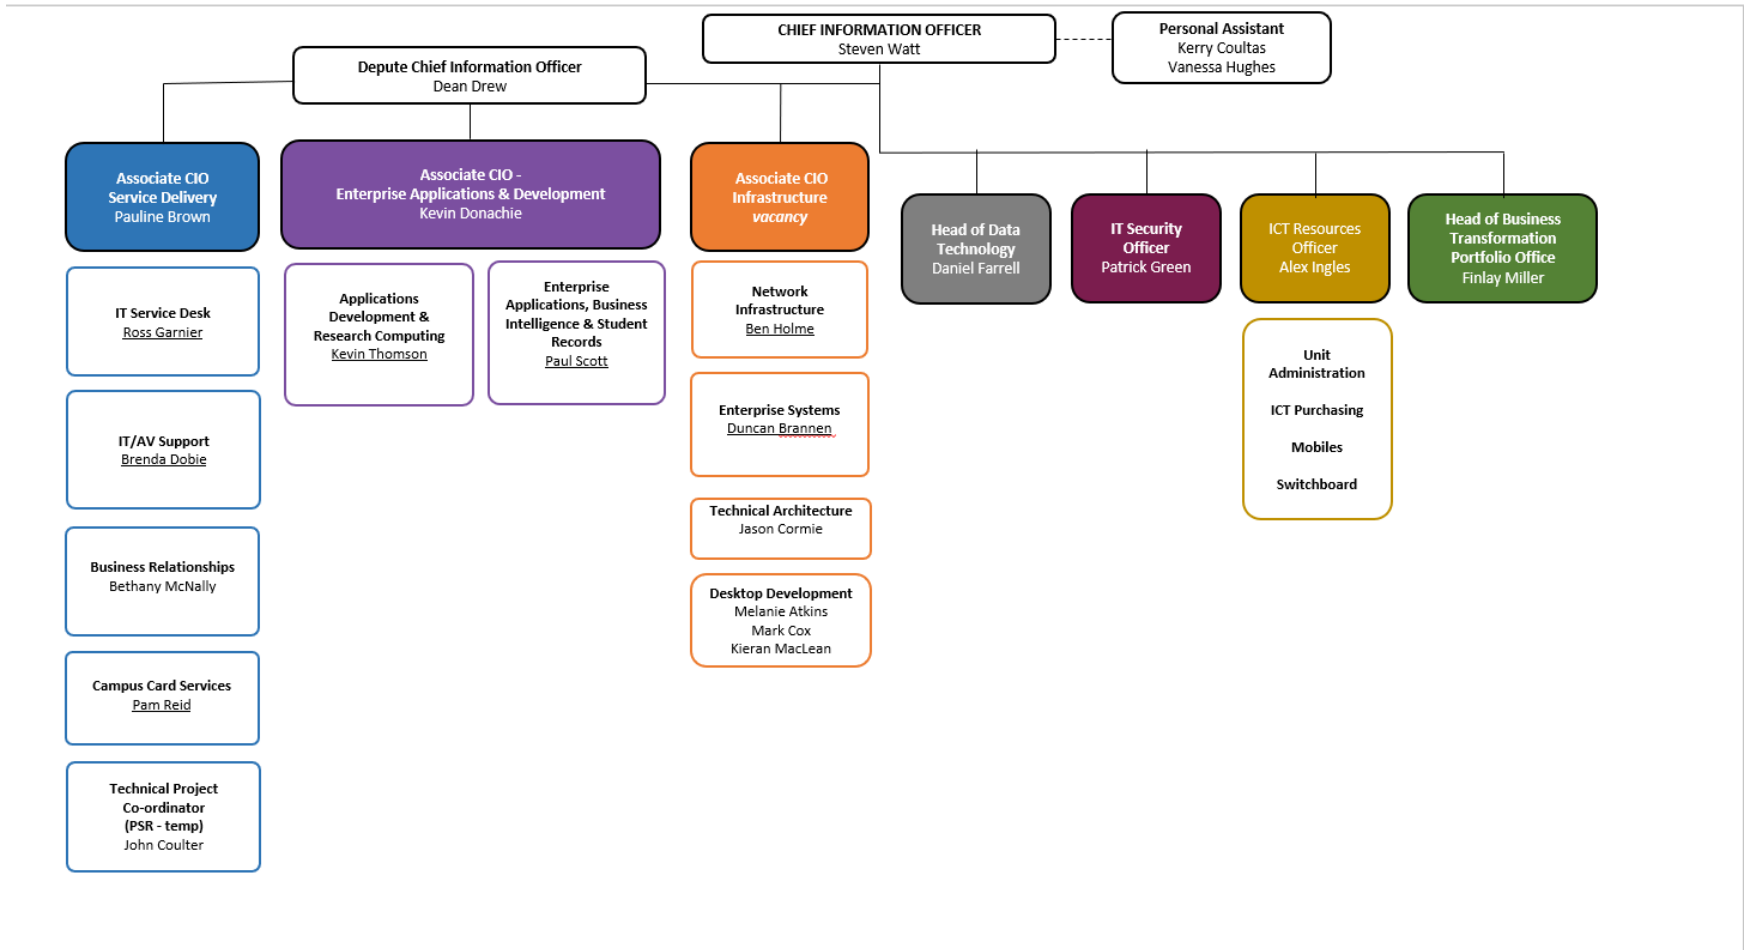 CHIEF INFORMATION OFFICER
Steven Watt
Personal Assistant
Kerry Coultas
Vanessa Hughes
Depute Chief Information Officer
Dean Drew
Associate CIO
Service Delivery
Pauline Brown
Associate CIO -
Enterprise Applications & Development
Kevin Donachie
Associate CIO
Infrastructure
vacancy
Head of Data
Technology
Daniel Farrell
IT Security
Officer
Patrick Green
ICT Resources
Officer
Alex Ingles
Head of Business
Transformation
Portfolio Office
Finlay Miller
IT Service Desk
Ross Garnier
IT/AV Support
Brenda Dobie
Business Relationships
Bethany McNally
Campus Card Services
Pam Reid
Technical Project
Co-ordinator
(PSR - temp)
John Coulter
Applications
Development &
Research Computing
Kevin Thomson
Enterprise
Applications, Business
Intelligence & Student
Records
Paul Scott
Network
Infrastructure
Ben Holme
Enterprise Systems
Duncan Brannen
Technical Architecture
Jason Cormie
Desktop Development
Melanie Atkins
Mark Cox
Kieran MacLean
Unit
Administration
ICT Purchasing
Mobiles
Switchboard